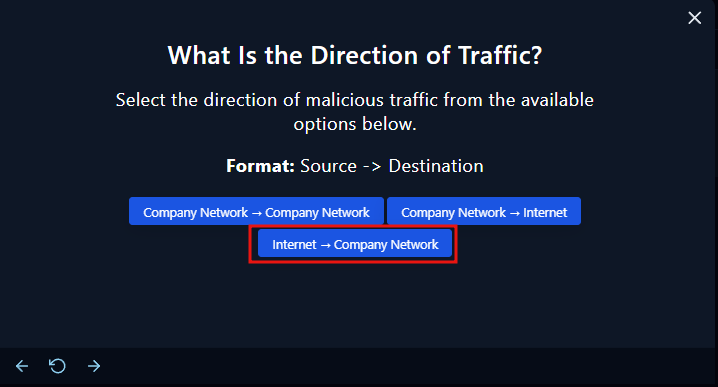 What Is the Direction of Traffic?
Select the direction of malicious traffic from the available
options below.
Format: Source -> Destination
Company Network → Company Network
Company Network → Internet
Internet → Company Network